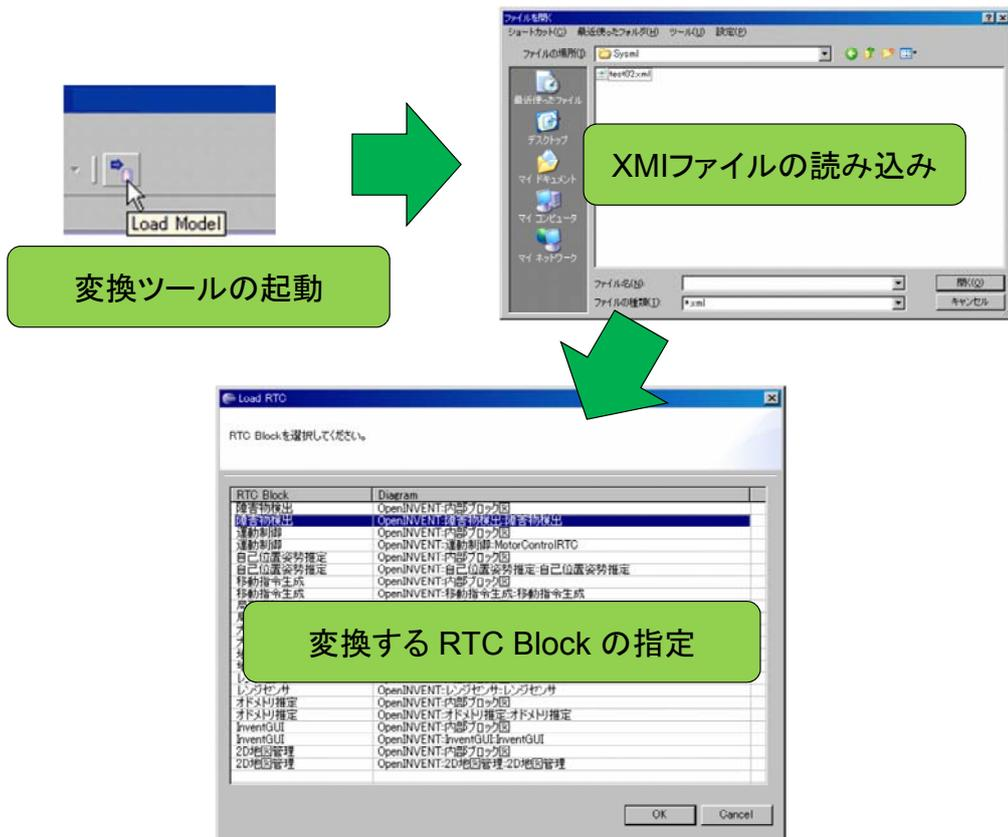 Load Model
変換ツールの起動
ファイルを開く
ショートカット(C) 最近使ったフォルダ(H) ツール(U) 設定(P)
ファイルの場所(I): Sysml
test02.xml
最近使ったファイル
デスクトップ
マイ ドキュメント
マイ コンピュータ
マイ ネットワーク
XMIファイルの読み込み
ファイル名(N): 開く(O)
ファイルの種類(T): *.xml キャンセル
Load RTC
RTC Blockを選択してください。
RTC Block Diagram
障害物検出 OpenINVENT:内部ブロック図
障害物検出 OpenINVENT:障害物検出:障害物検出
運動制御 OpenINVENT:内部ブロック図
運動制御 OpenINVENT:運動制御:MotorControlRTC
自己位置姿勢推定 OpenINVENT:内部ブロック図
自己位置姿勢推定 OpenINVENT:自己位置姿勢推定:自己位置姿勢推定
移動指令生成 OpenINVENT:内部ブロック図
移動指令生成 OpenINVENT:移動指令生成:移動指令生成
変換する RTC Block の指定
レンジセンサ OpenINVENT:レンジセンサ:レンジセンサ
オドメトリ推定 OpenINVENT:内部ブロック図
オドメトリ推定 OpenINVENT:オドメトリ推定:オドメトリ推定
InventGUI OpenINVENT:内部ブロック図
InventGUI OpenINVENT:InventGUI:InventGUI
2D地図管理 OpenINVENT:内部ブロック図
2D地図管理 OpenINVENT:2D地図管理:2D地図管理
OK Cancel